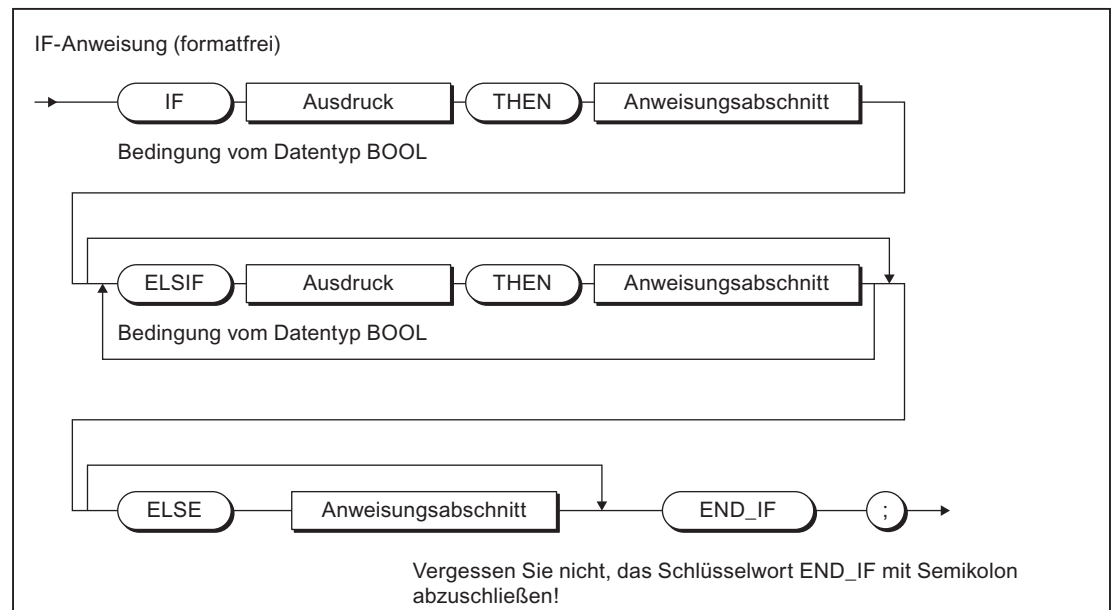 IF-Anweisung (formatfrei)
IF Ausdruck THEN Anweisungsabschnitt
Bedingung vom Datentyp BOOL
ELSIF Ausdruck THEN Anweisungsabschnitt
Bedingung vom Datentyp BOOL
ELSE Anweisungsabschnitt END_IF ;
Vergessen Sie nicht, das Schlüsselwort END_IF mit Semikolon
abzuschließen!